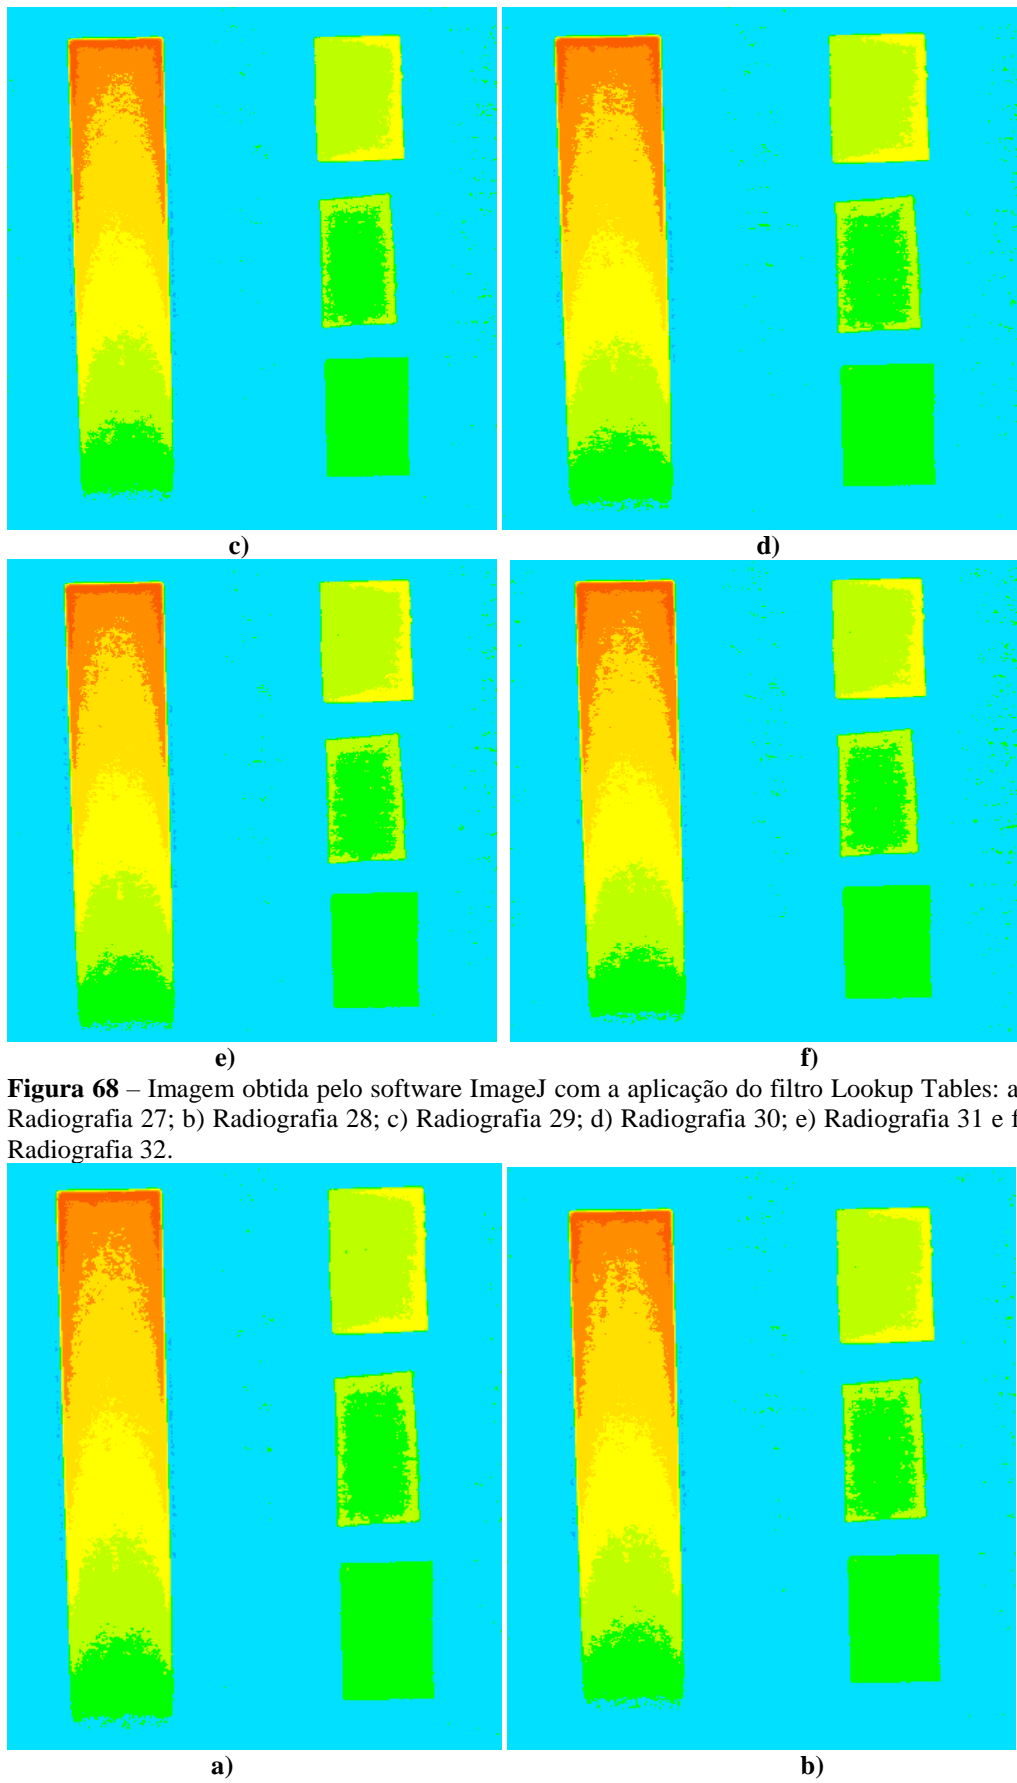 c) d)
e) f)
Figura 68 – Imagem obtida pelo software ImageJ com a aplicação do filtro Lookup Tables: a
Radiografia 27; b) Radiografia 28; c) Radiografia 29; d) Radiografia 30; e) Radiografia 31 e f
Radiografia 32.
a) b)